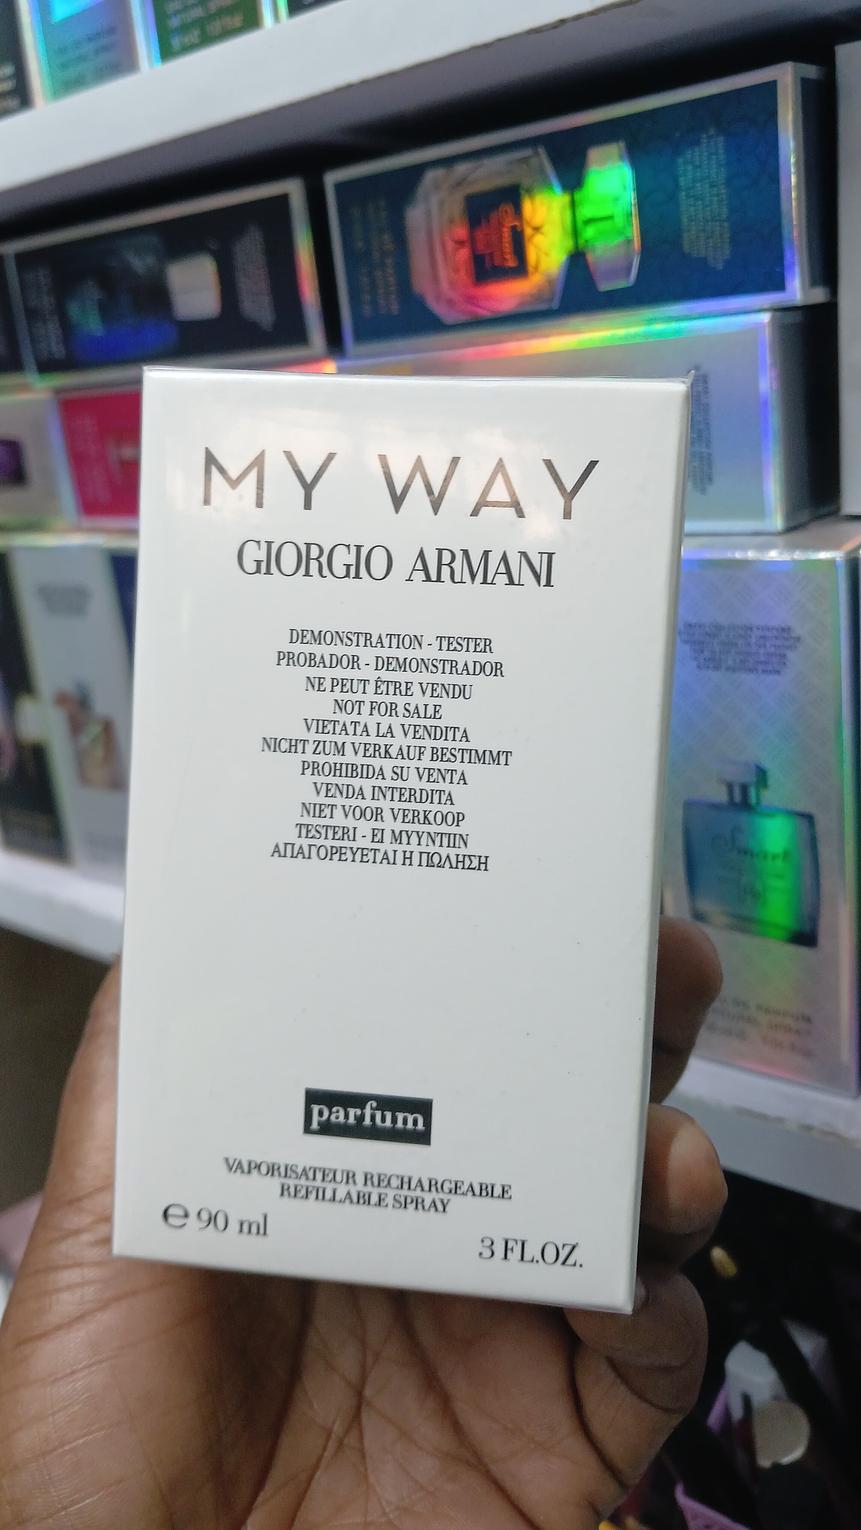 MY WAY
GIORGIO ARMANI
DEMONSTRATION - TESTER
PROBADOR - DEMONSTRADOR
NE PEUT ÊTRE VENDU
NOT FOR SALE
VIETATA LA VENDITA
NICHT ZUM VERKAUF BESTIMMT
PROHIBIDA SU VENTA
VENDA INTERDITA
NIET VOOR VERKOOP
TESTERI - EI MYYNTIIN
ΑΠΑΓΟΡΕΥΕΤΑΙ Η ΠΩΛΗΣΗ
parfum
VAPORISATEUR RECHARGEABLE
REFILLABLE SPRAY
e 90 ml
3 FL.OZ.
Smart